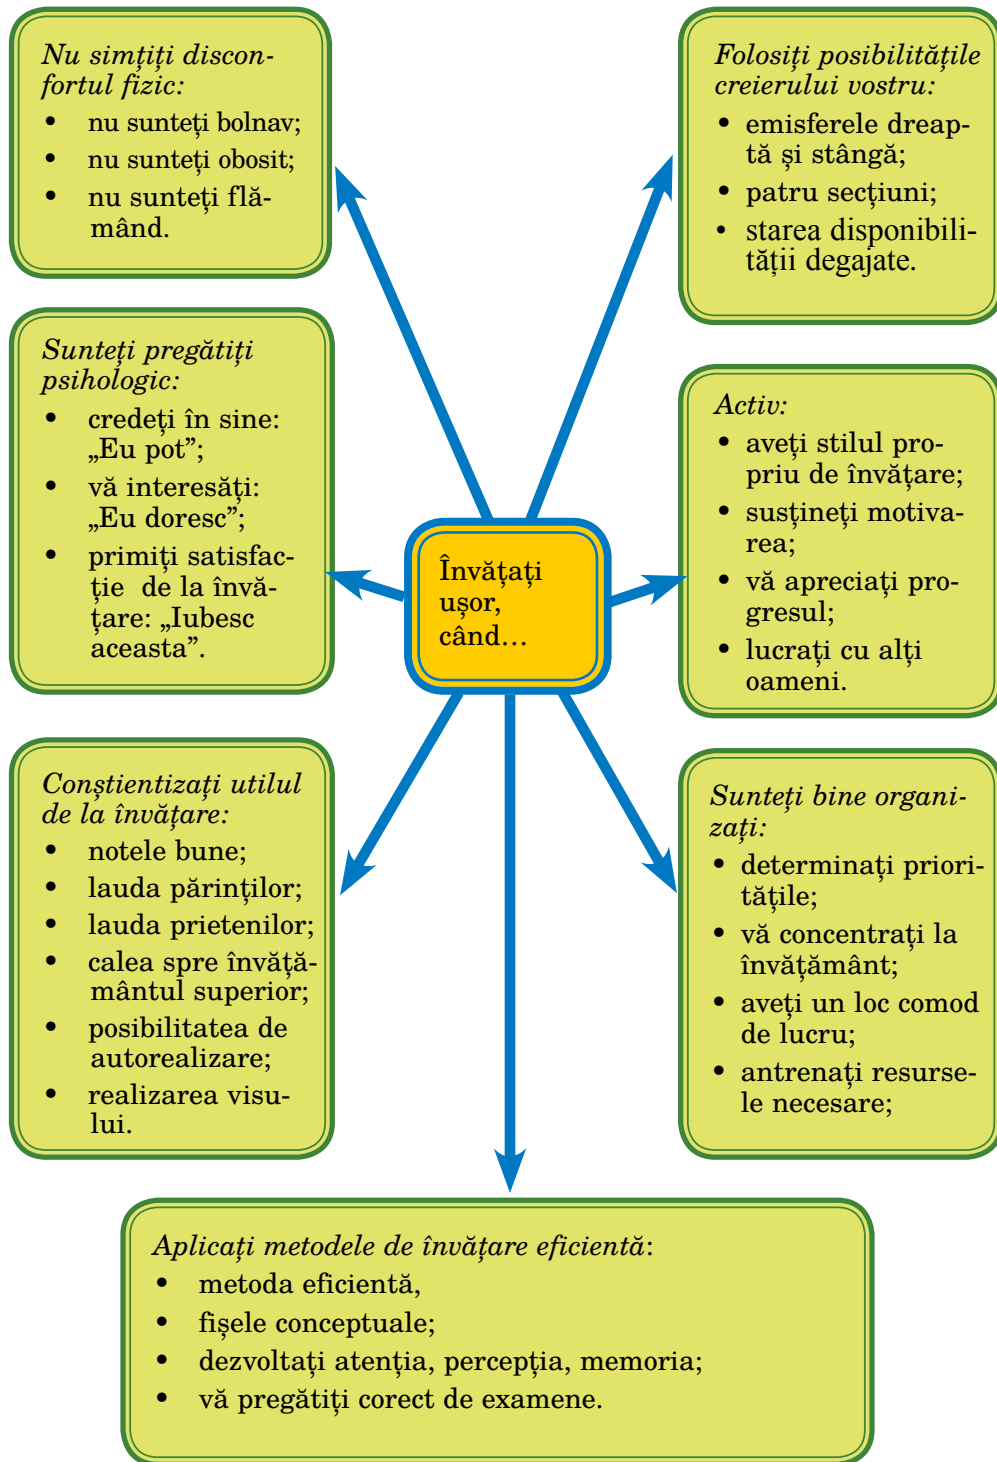 Nu simțiți discon-
fortul fizic:
• nu sunteți bolnav;
• nu sunteți obosit;
• nu sunteți flă-
mând.
Folosiți posibilitățile
creierului vostru:
• emisferele dreap-
tă și stângă;
• patru secțiuni;
• starea disponibili-
tății degajate.
Sunteți pregătiți
psihologic:
• credeți în sine:
„Eu pot”;
• vă interesăți:
„Eu doresc”;
• primiți satisfac-
ție de la învă-
țare: „Iubesc
aceasta”.
Activ:
• aveți stilul pro-
priu de învățare;
• susțineți motiva-
rea;
• vă apreciați pro-
gresul;
• lucrați cu alți
oameni.
Învățați
ușor,
când…
Conștientizați utilul
de la învățare:
• notele bune;
• lauda părinților;
• lauda prietenilor;
• calea spre învăță-
mântul superior;
• posibilitatea de
autorealizare;
• realizarea visu-
lui.
Sunteți bine organi-
zați:
• determinați priori-
tățile;
• vă concentrați la
învățământ;
• aveți un loc comod
de lucru;
• antrenați resurse-
le necesare;
Aplicați metodele de învățare eficientă:
• metoda eficientă,
• fișele conceptuale;
• dezvoltați atenția, percepția, memoria;
• vă pregătiți corect de examene.